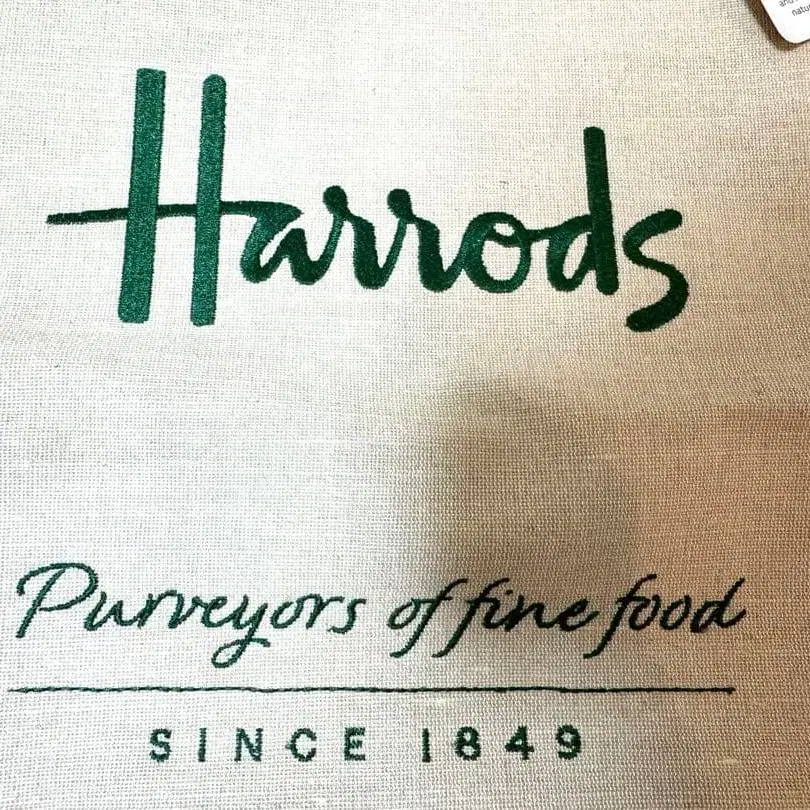 Harrods
Purveyors of fine food
SINCE 1849